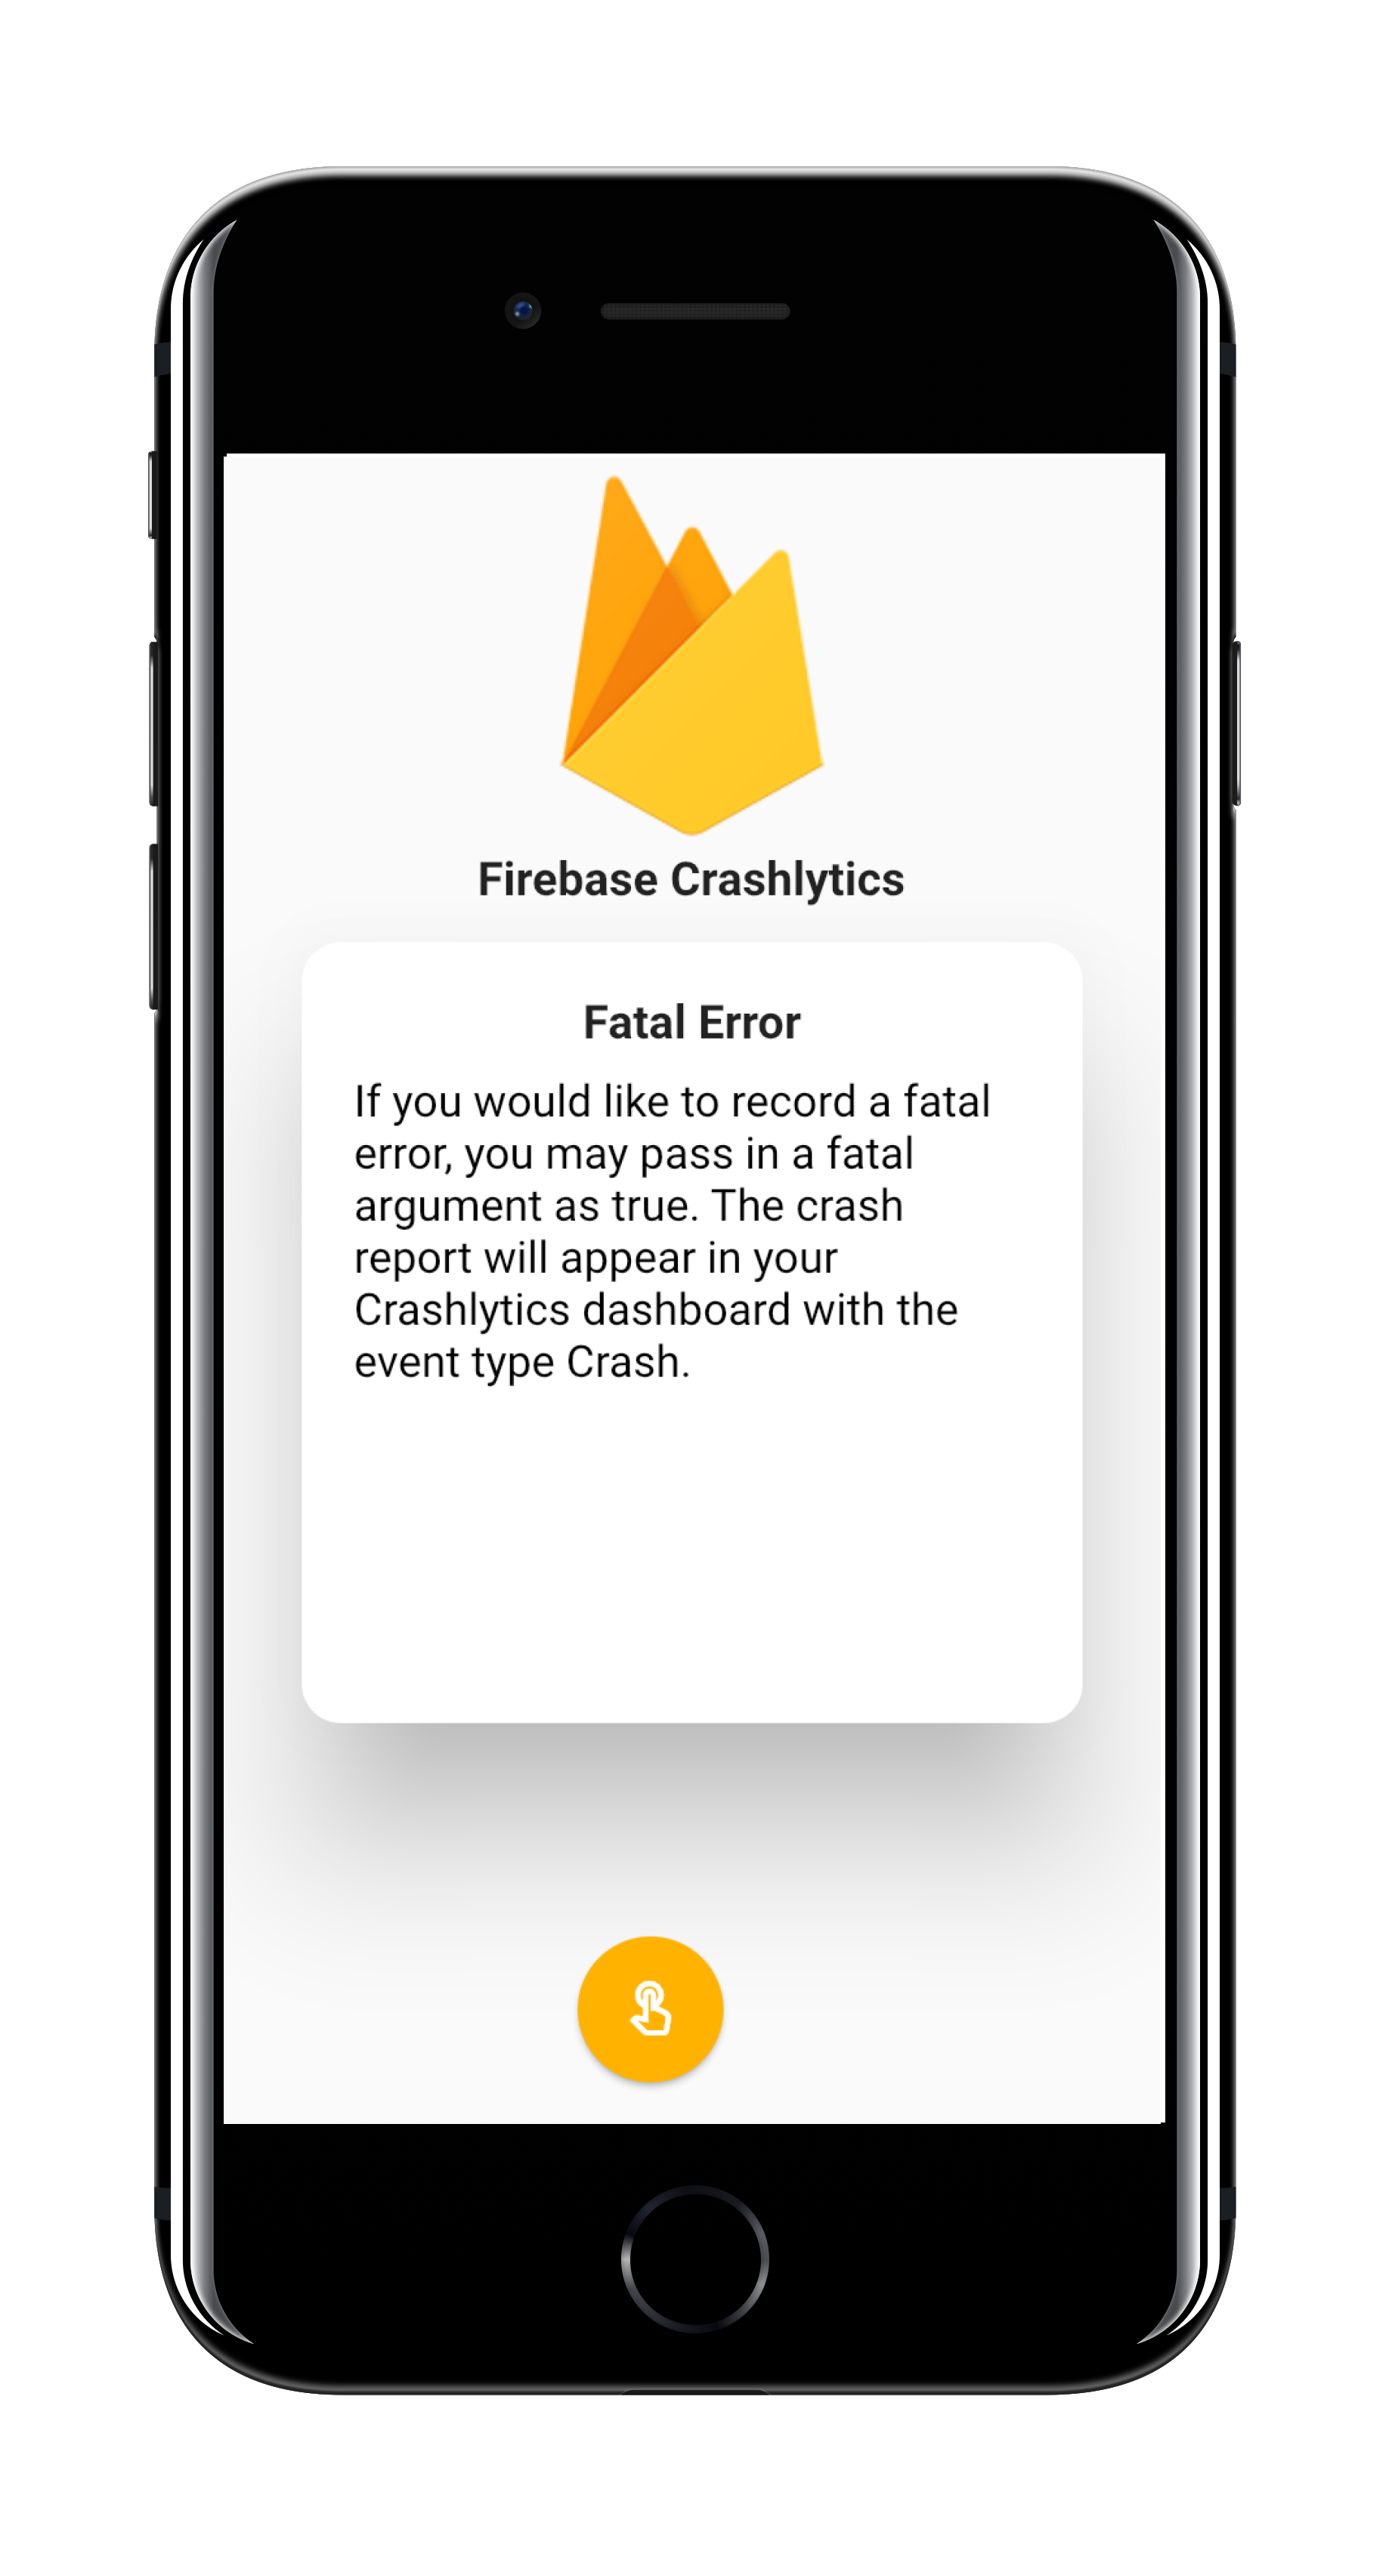 Firebase Crashlytics
Fatal Error
If you would like to record a fatal
error, you may pass in a fatal
argument as true. The crash
report will appear in your
Crashlytics dashboard with the
event type Crash.